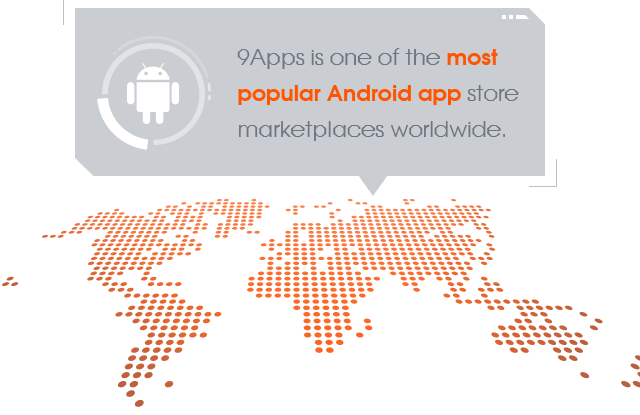 9Apps is one of the most
popular Android app store
marketplaces worldwide.